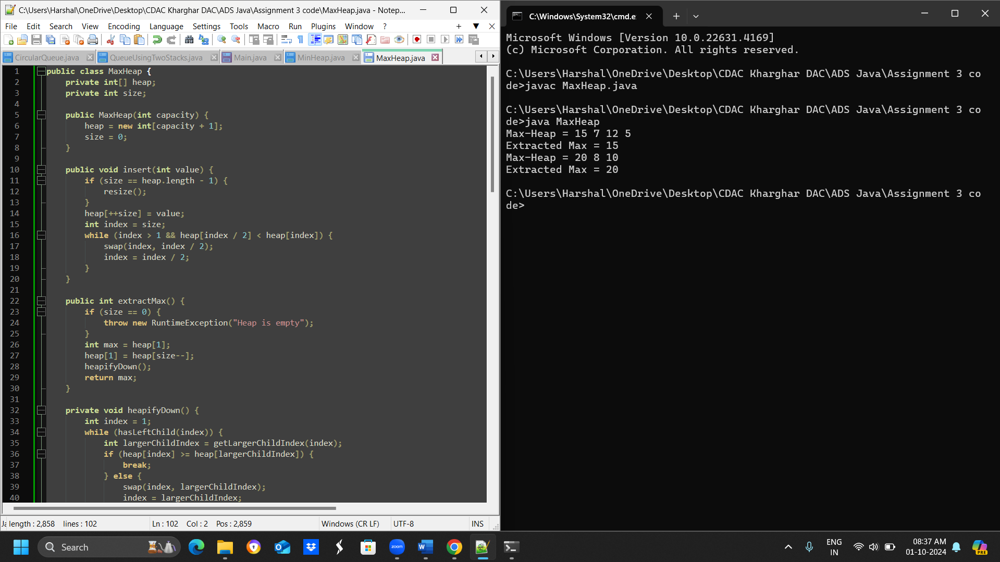 C:\Users\Harshal\OneDrive\Desktop\CDAC Kharghar DAC\ADS Java\Assignment 3 code\MaxHeap.java - Notep...
File Edit Search View Encoding Language Settings Tools Macro Run Plugins Window ?
CircularQueue.java QueueUsingTwoStacks.java Main.java MinHeap.java MaxHeap.java
1 public class MaxHeap {
2 private int[] heap;
3 private int size;
4
5 public MaxHeap(int capacity) {
6 heap = new int[capacity + 1];
7 size = 0;
8 }
9
10 public void insert(int value) {
11 if (size == heap.length - 1) {
12 resize();
13 }
14 heap[++size] = value;
15 int index = size;
16 while (index > 1 && heap[index / 2] < heap[index]) {
17 swap(index, index / 2);
18 index = index / 2;
19 }
20 }
21
22 public int extractMax() {
23 if (size == 0) {
24 throw new RuntimeException("Heap is empty");
25 }
26 int max = heap[1];
27 heap[1] = heap[size--];
28 heapifyDown();
29 return max;
30 }
31
32 private void heapifyDown() {
33 int index = 1;
34 while (hasLeftChild(index)) {
35 int largerChildIndex = getLargerChildIndex(index);
36 if (heap[index] >= heap[largerChildIndex]) {
37 break;
38 } else {
39 swap(index, largerChildIndex);
40 index = largerChildIndex;
length : 2,858 lines : 102 Ln : 102 Col : 2 Pos : 2,859 Windows (CR LF) UTF-8 INS
C:\Windows\System32\cmd.e
Microsoft Windows [Version 10.0.22631.4169]
(c) Microsoft Corporation. All rights reserved.
C:\Users\Harshal\OneDrive\Desktop\CDAC Kharghar DAC\ADS Java\Assignment 3 co
de>javac MaxHeap.java
C:\Users\Harshal\OneDrive\Desktop\CDAC Kharghar DAC\ADS Java\Assignment 3 co
de>java MaxHeap
Max-Heap = 15 7 12 5
Extracted Max = 15
Max-Heap = 20 8 10
Extracted Max = 20
C:\Users\Harshal\OneDrive\Desktop\CDAC Kharghar DAC\ADS Java\Assignment 3 co
de>
Search
zoom
W
PRE
ENG
IN
08:37 AM
01-10-2024